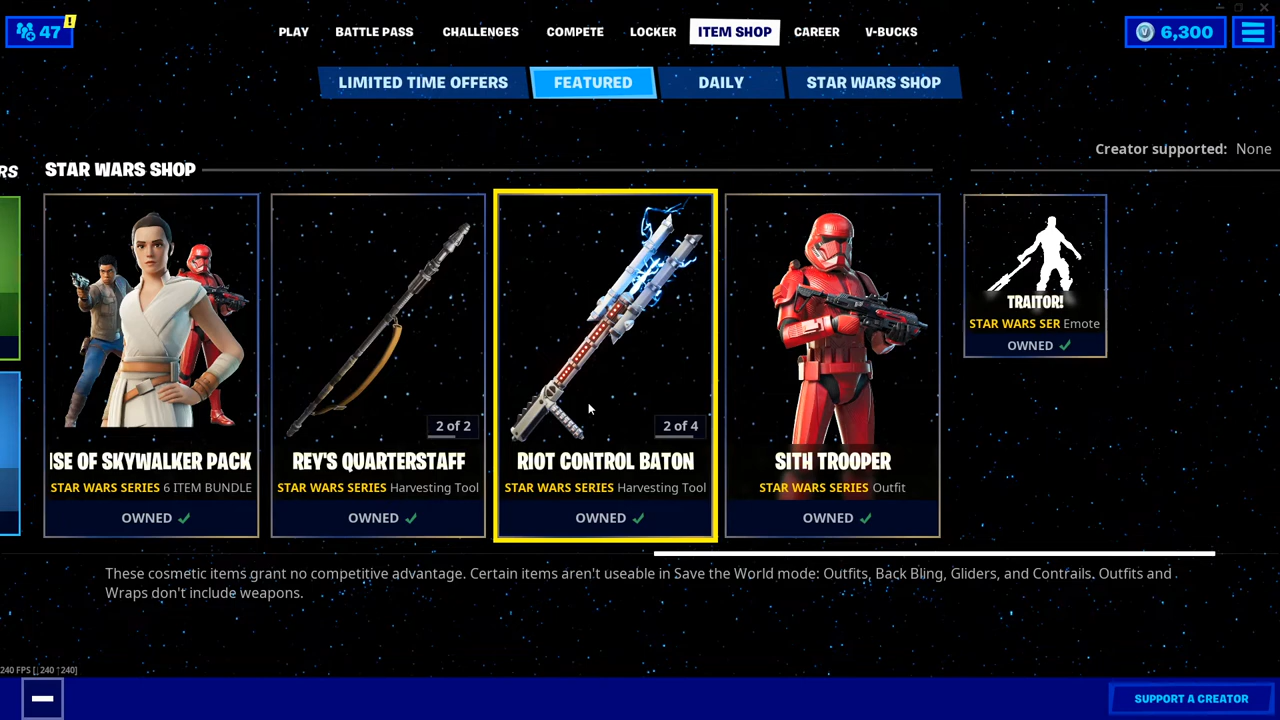 47 !
PLAY BATTLE PASS CHALLENGES COMPETE LOCKER ITEM SHOP CAREER V-BUCKS
V 6,300
LIMITED TIME OFFERS FEATURED DAILY STAR WARS SHOP
Creator supported: None
RS
STAR WARS SHOP
ISE OF SKYWALKER PACK
STAR WARS SERIES 6 ITEM BUNDLE
OWNED
2 of 2
REY'S QUARTERSTAFF
STAR WARS SERIES Harvesting Tool
OWNED
2 of 4
RIOT CONTROL BATON
STAR WARS SERIES Harvesting Tool
OWNED
SITH TROOPER
STAR WARS SERIES Outfit
OWNED
TRAITOR!
STAR WARS SER Emote
OWNED
These cosmetic items grant no competitive advantage. Certain items aren't useable in Save the World mode: Outfits, Back Bling, Gliders, and Contrails. Outfits and
Wraps don't include weapons.
240 FPS [↓240 ↑240]
SUPPORT A CREATOR